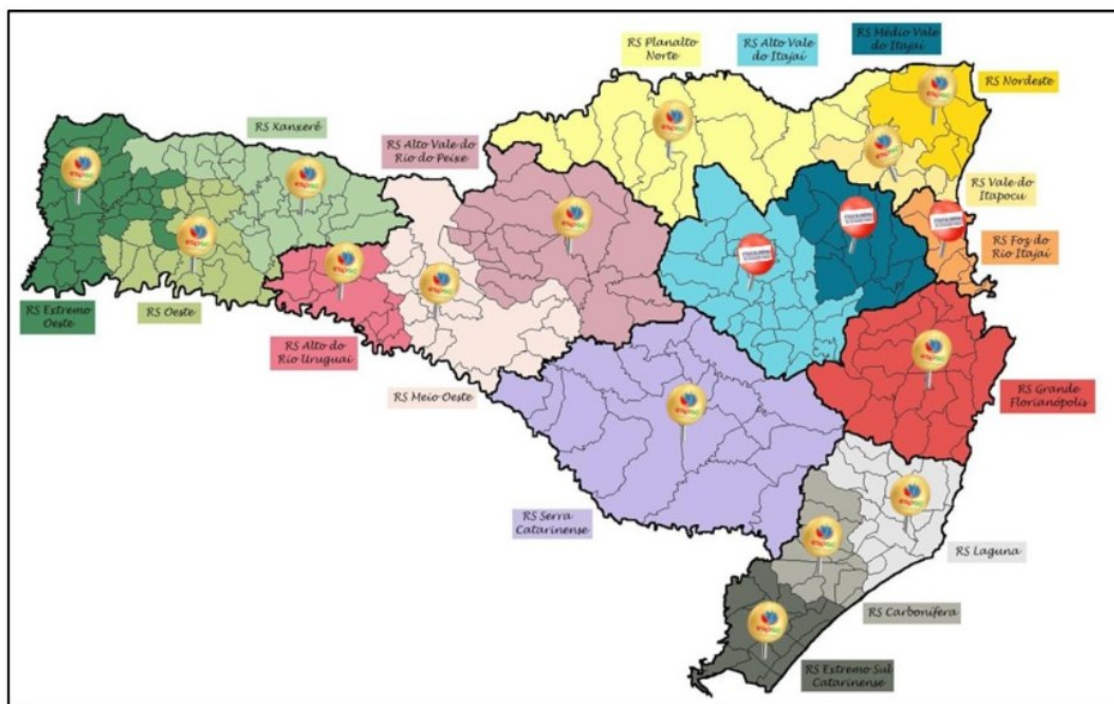 RS Planalto
Norte
RS Alto Vale
do Itajaí
RS Médio Vale
do Itajaí
RS Nordeste
RS Xanxerê
RS Alto Vale do
Rio do Peixe
RS Vale do
Itapocu
RS Foz do
Rio Itajaí
RS Extremo
Oeste
RS Oeste
RS Alto do
Rio Uruguai
RS Meio Oeste
RS Grande
Florianópolis
RS Serra
Catarinense
RS Laguna
RS Carbonífera
RS Extremo Sul
Catarinense